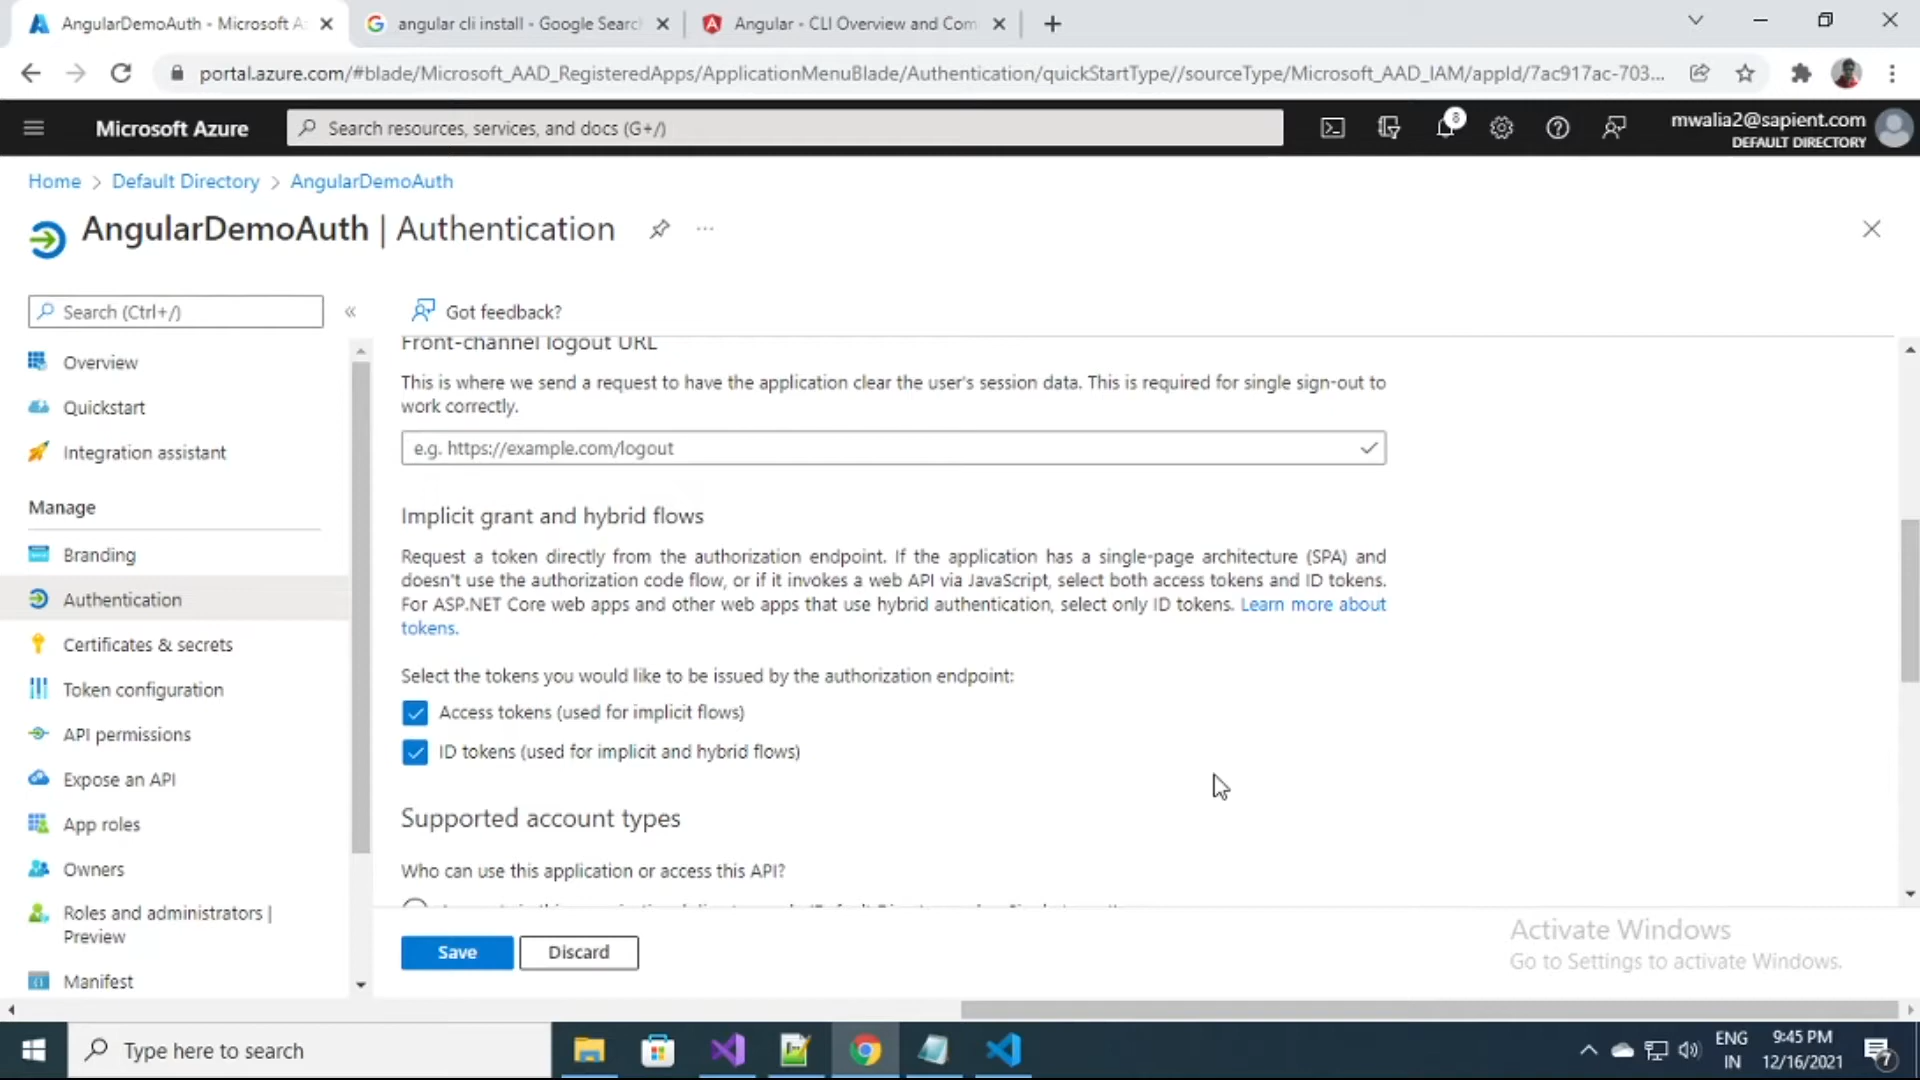 AngularDemoAuth - Microsoft A
angular cli install - Google Searc
Angular - CLI Overview and Com
portal.azure.com/#blade/Microsoft_AAD_RegisteredApps/ApplicationMenuBlade/Authentication/quickStartType//sourceType/Microsoft_AAD_IAM/appId/7ac917ac-703...
Microsoft Azure
Search resources, services, and docs (G+/)
8
mwalia2@sapient.com
DEFAULT DIRECTORY
Home > Default Directory > AngularDemoAuth
AngularDemoAuth | Authentication
Search (Ctrl+/)
Got feedback?
Overview
Quickstart
Integration assistant
Manage
Branding
Authentication
Certificates & secrets
Token configuration
API permissions
Expose an API
App roles
Owners
Roles and administrators |
Preview
Manifest
Front-channel logout URL
This is where we send a request to have the application clear the user's session data. This is required for single sign-out to
work correctly.
e.g. https://example.com/logout
Implicit grant and hybrid flows
Request a token directly from the authorization endpoint. If the application has a single-page architecture (SPA) and
doesn't use the authorization code flow, or if it invokes a web API via JavaScript, select both access tokens and ID tokens.
For ASP.NET Core web apps and other web apps that use hybrid authentication, select only ID tokens. Learn more about
tokens.
Select the tokens you would like to be issued by the authorization endpoint:
Access tokens (used for implicit flows)
ID tokens (used for implicit and hybrid flows)
Supported account types
Who can use this application or access this API?
Save
Discard
Activate Windows
Go to Settings to activate Windows.
Type here to search
ENG
IN
9:45 PM
12/16/2021
7